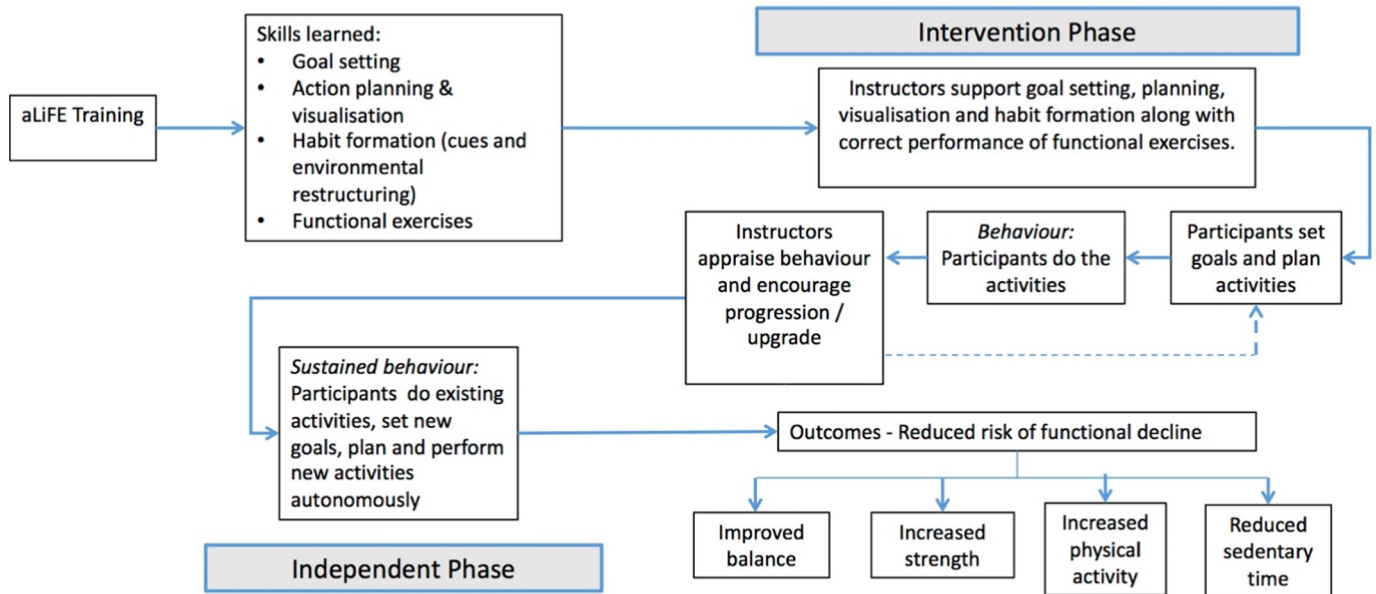 Intervention Phase
aLiFE Training
Skills learned:
• Goal setting
• Action planning &
visualisation
• Habit formation (cues and
environmental
restructuring)
• Functional exercises
Instructors support goal setting, planning,
visualisation and habit formation along with
correct performance of functional exercises.
Participants set
goals and plan
activities
Behaviour:
Participants do the
activities
Instructors
appraise behaviour
and encourage
progression /
upgrade
Sustained behaviour:
Participants do existing
activities, set new
goals, plan and perform
new activities
autonomously
Independent Phase
Outcomes - Reduced risk of functional decline
Improved
balance
Increased
strength
Increased
physical
activity
Reduced
sedentary
time